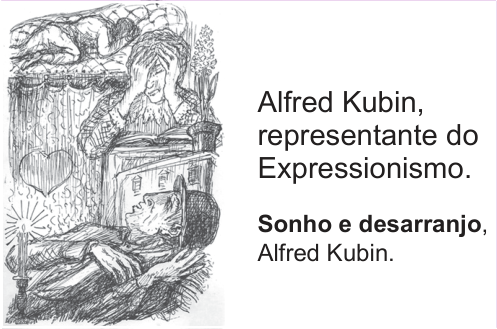 Alfred Kubin,
representante do
Expressionismo.
Sonho e desarranjo,
Alfred Kubin.